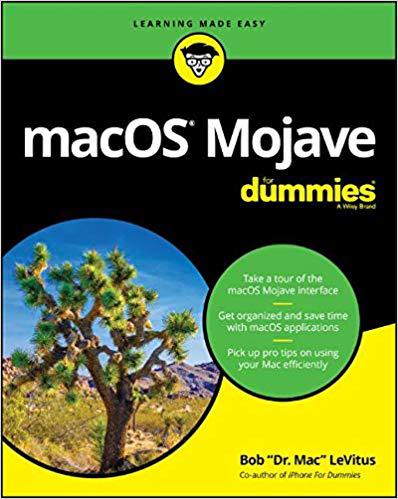 LEARNING MADE EASY
macOS® Mojave
for
dummies®
A Wiley Brand
Take a tour of the
macOS Mojave interface
Get organized and save time
with macOS applications
Pick up pro tips on using
your Mac efficiently
Bob “Dr. Mac” LeVitus
Co-author of iPhone For Dummies